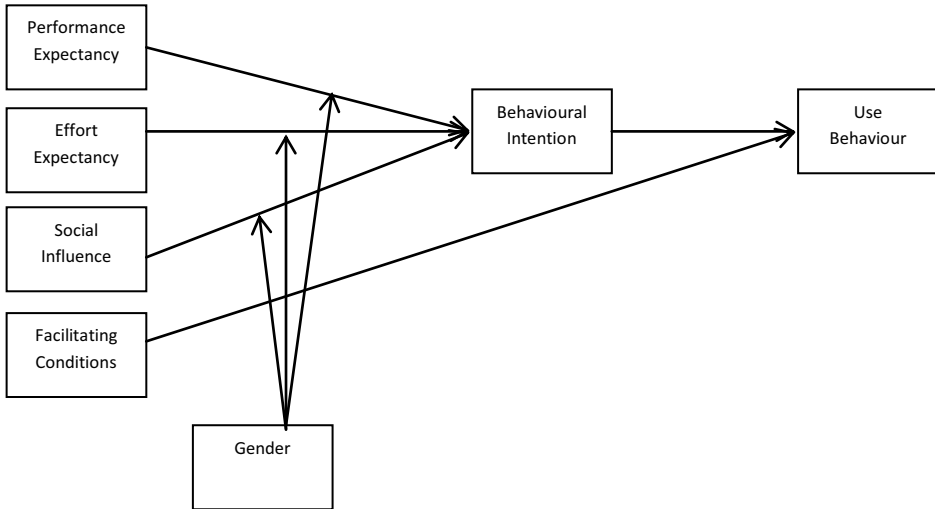 Performance
Expectancy
Effort
Expectancy
Social
Influence
Facilitating
Conditions
Behavioural
Intention
Use
Behaviour
Gender